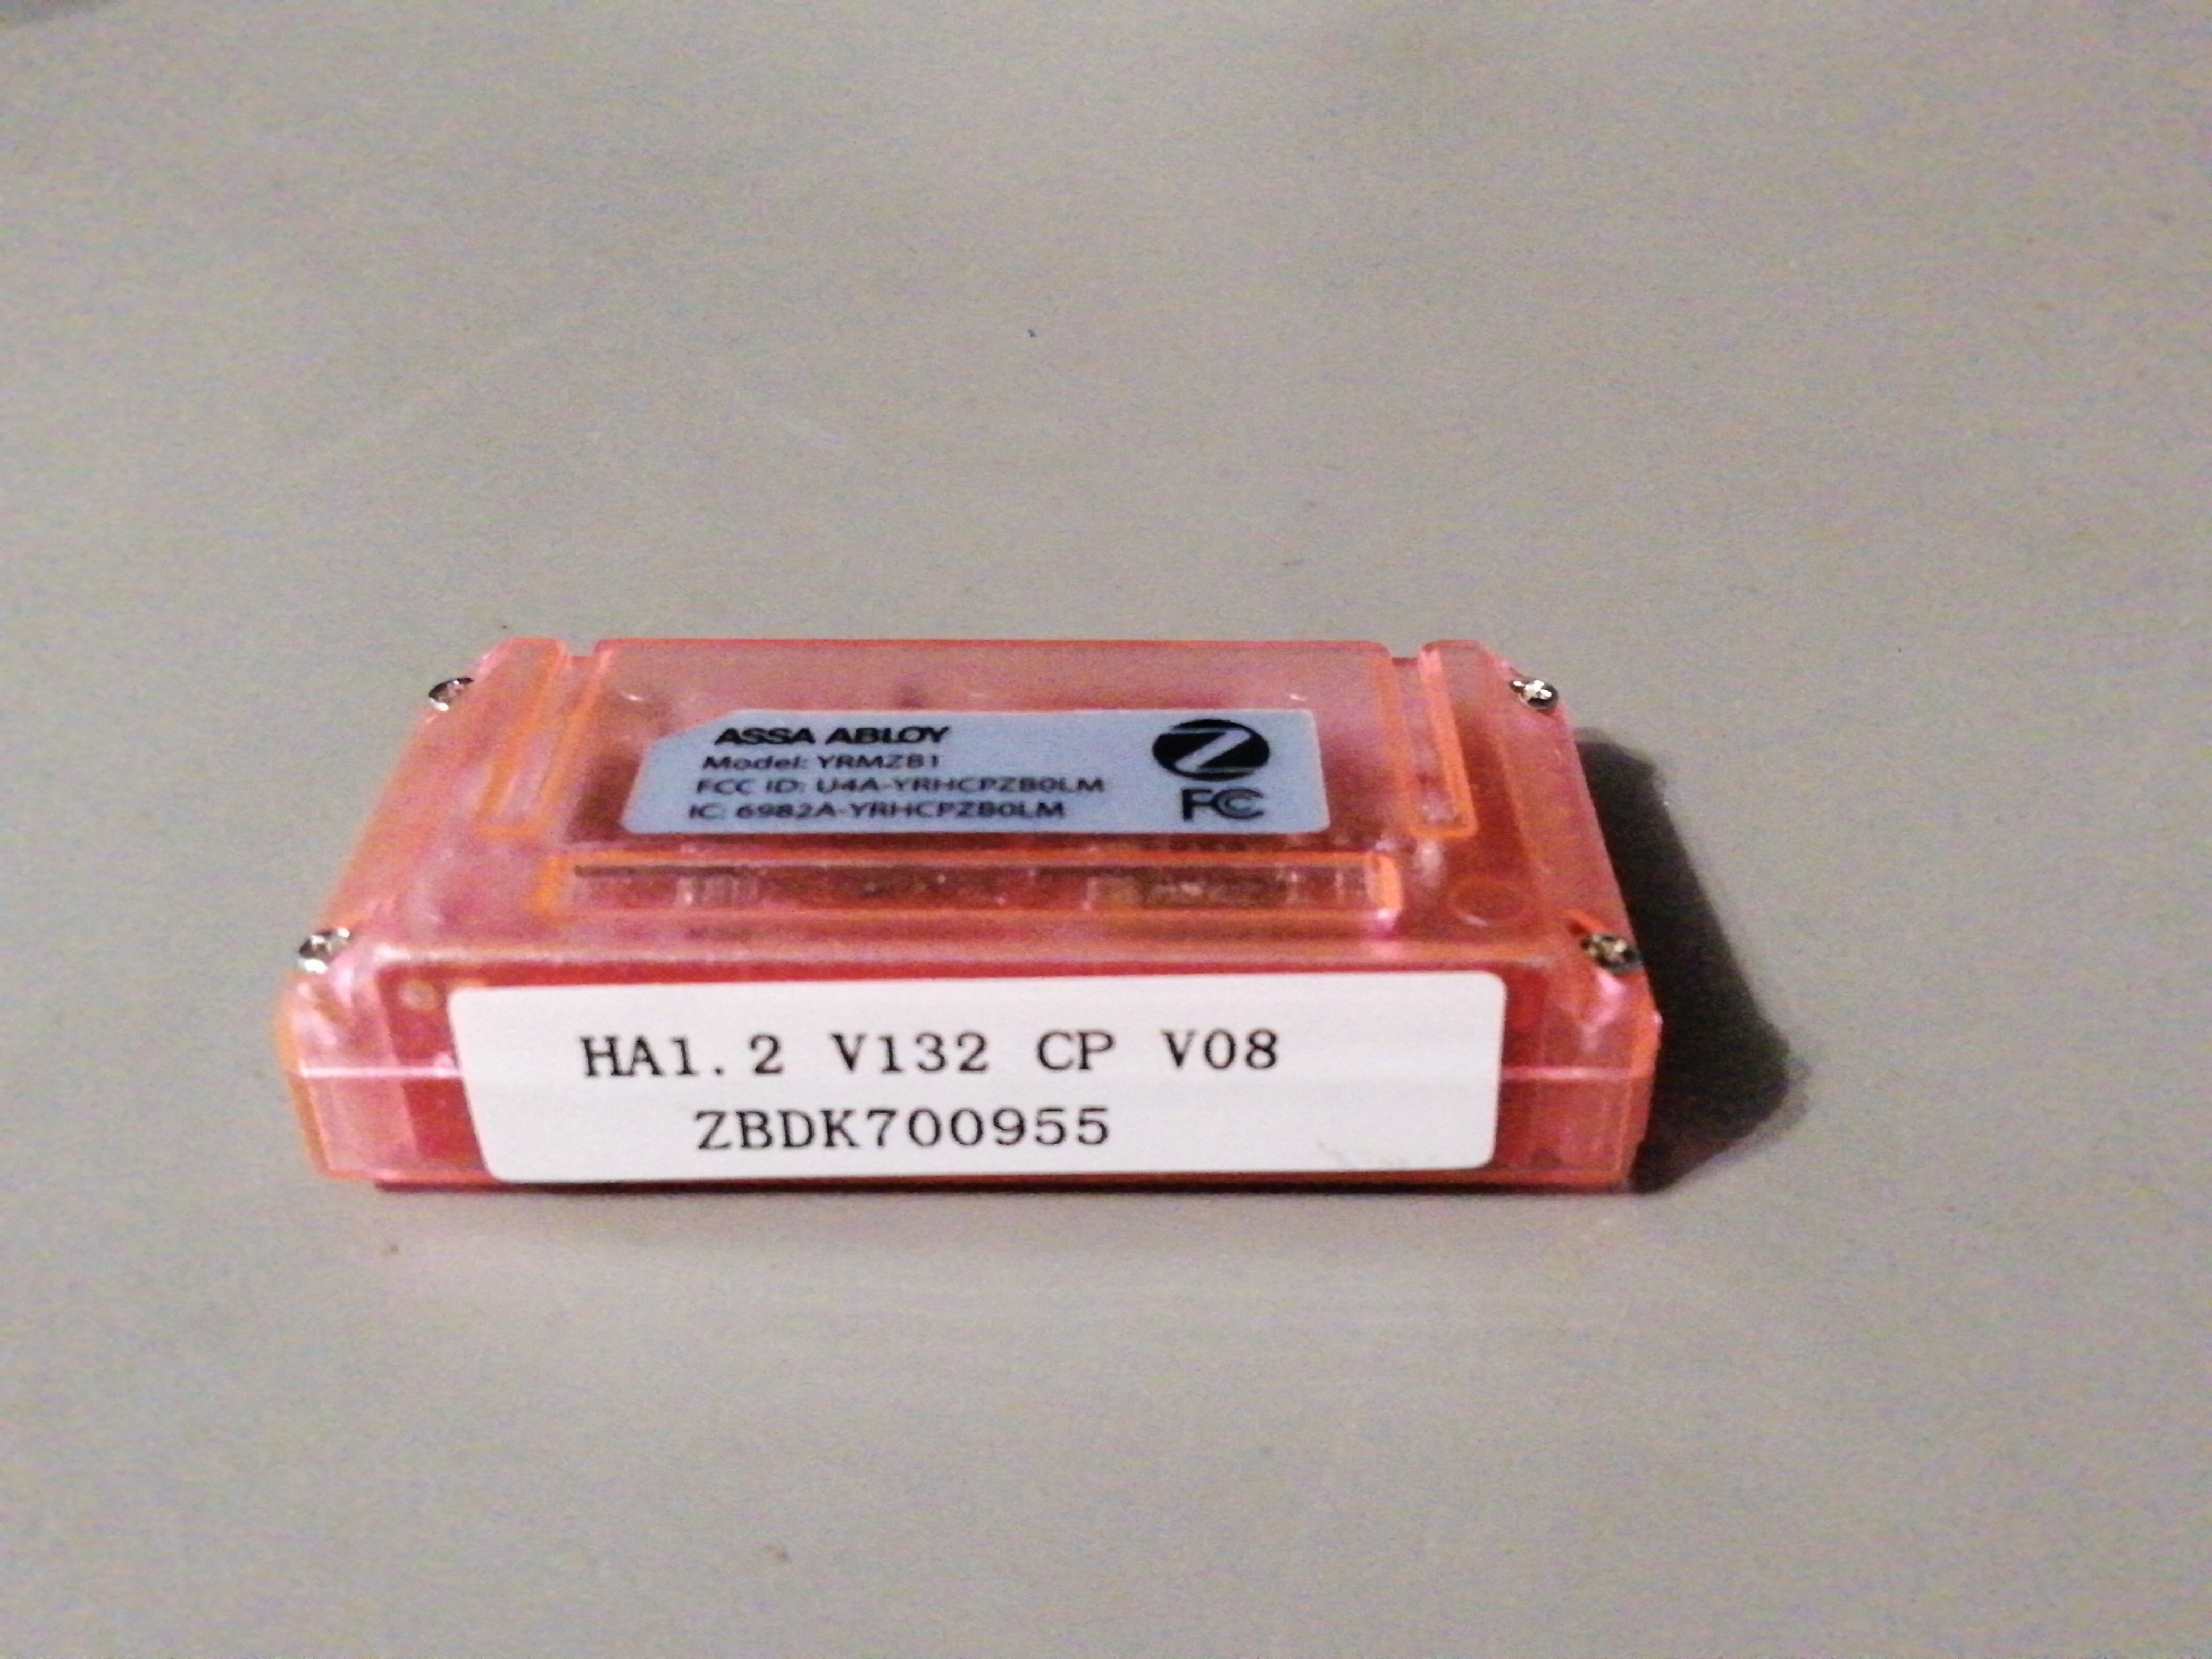 ASSA ABLOY
Model: YRMZB1
FCC ID: U4A-YRHCPZB0LM
IC: 6982A-YRHCPZB0LM
Z
FC
HA1.2 V132 CP V08
ZBDK700955